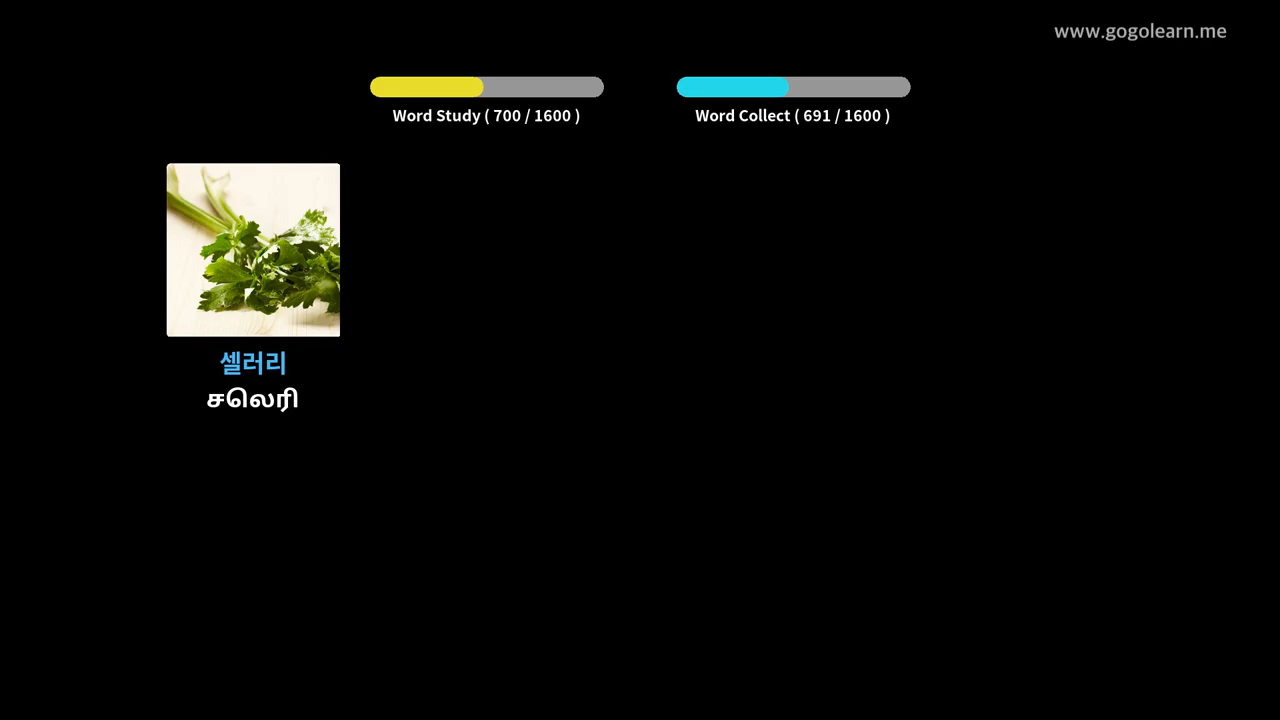 www.gogolearn.me
Word Study ( 700 / 1600 )
Word Collect ( 691 / 1600 )
셀러리
சலெரி